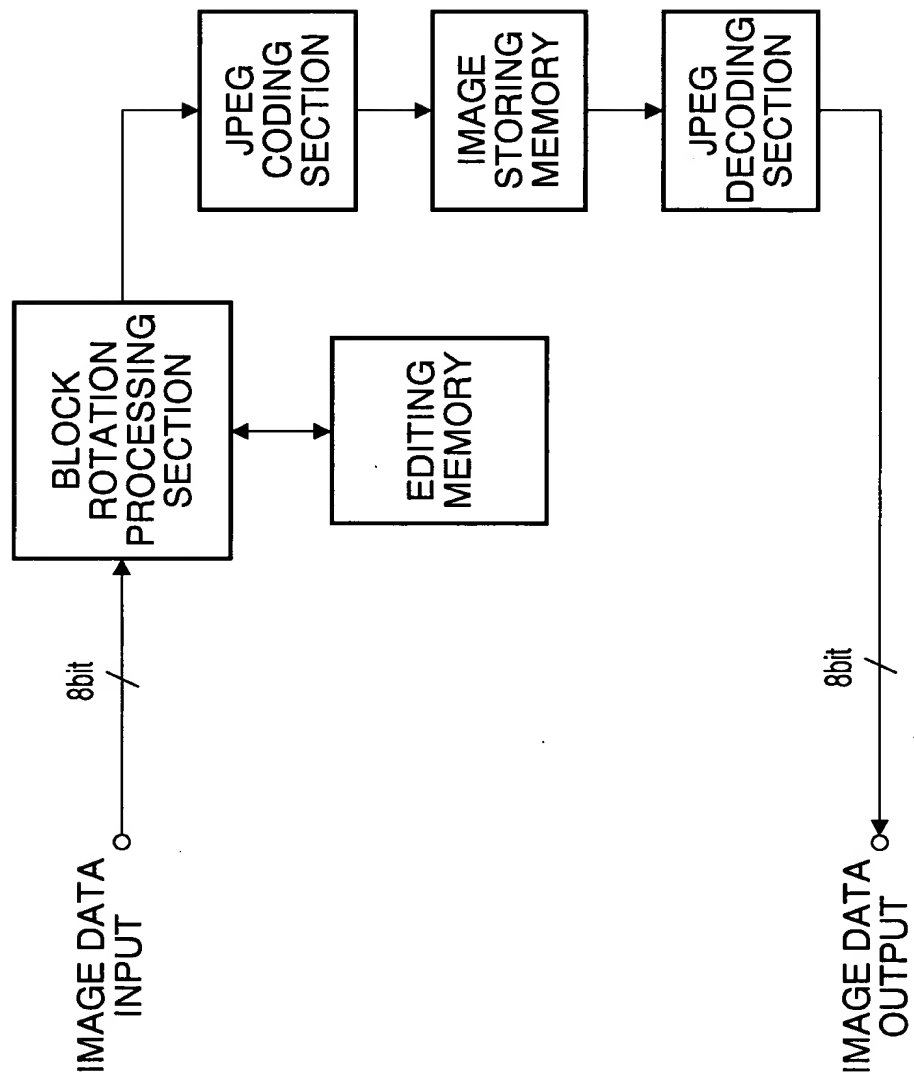 IMAGE DATA
INPUT
8bit
BLOCK
ROTATION
PROCESSING
SECTION
EDITING
MEMORY
JPEG
CODING
SECTION
IMAGE
STORING
MEMORY
JPEG
DECODING
SECTION
8bit
IMAGE DATA
OUTPUT